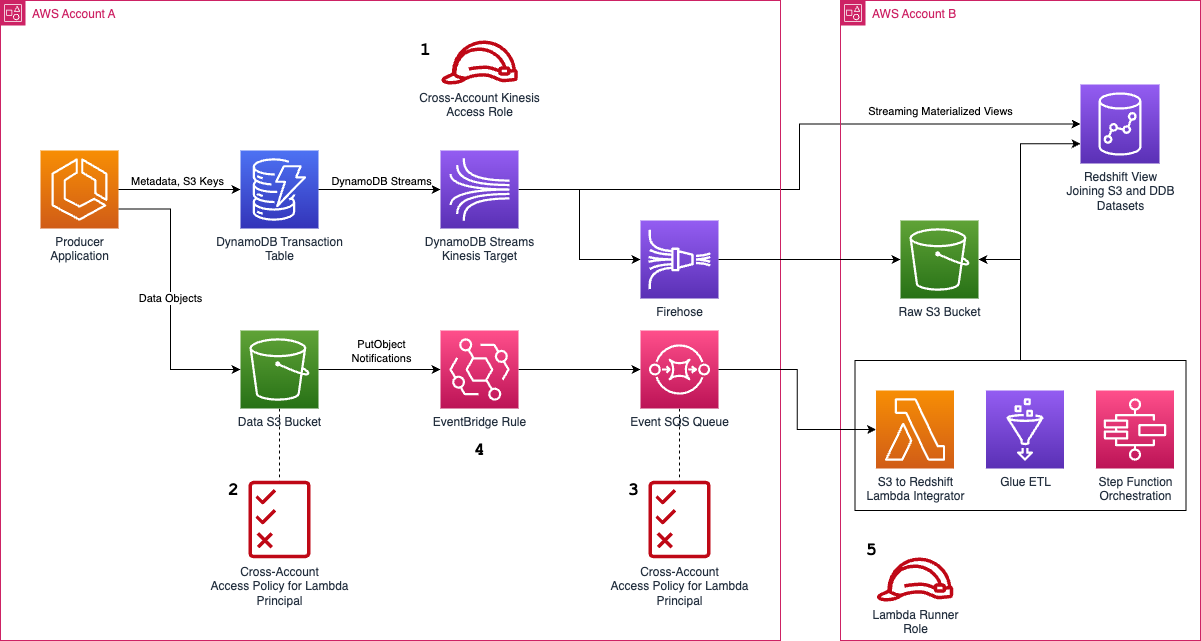 AWS Account A
AWS Account B
1
Cross-Account Kinesis
Access Role
Streaming Materialized Views
Redshift View
Joining S3 and DDB
Datasets
Metadata, S3 Keys
DynamoDB Streams
Producer
Application
DynamoDB Transaction
Table
DynamoDB Streams
Kinesis Target
Data Objects
Firehose
Raw S3 Bucket
PutObject
Notifications
Data S3 Bucket
EventBridge Rule
Event SQS Queue
4
S3 to Redshift
Lambda Integrator
Glue ETL
Step Function
Orchestration
2
Cross-Account
Access Policy for Lambda
Principal
3
Cross-Account
Access Policy for Lambda
Principal
5
Lambda Runner
Role